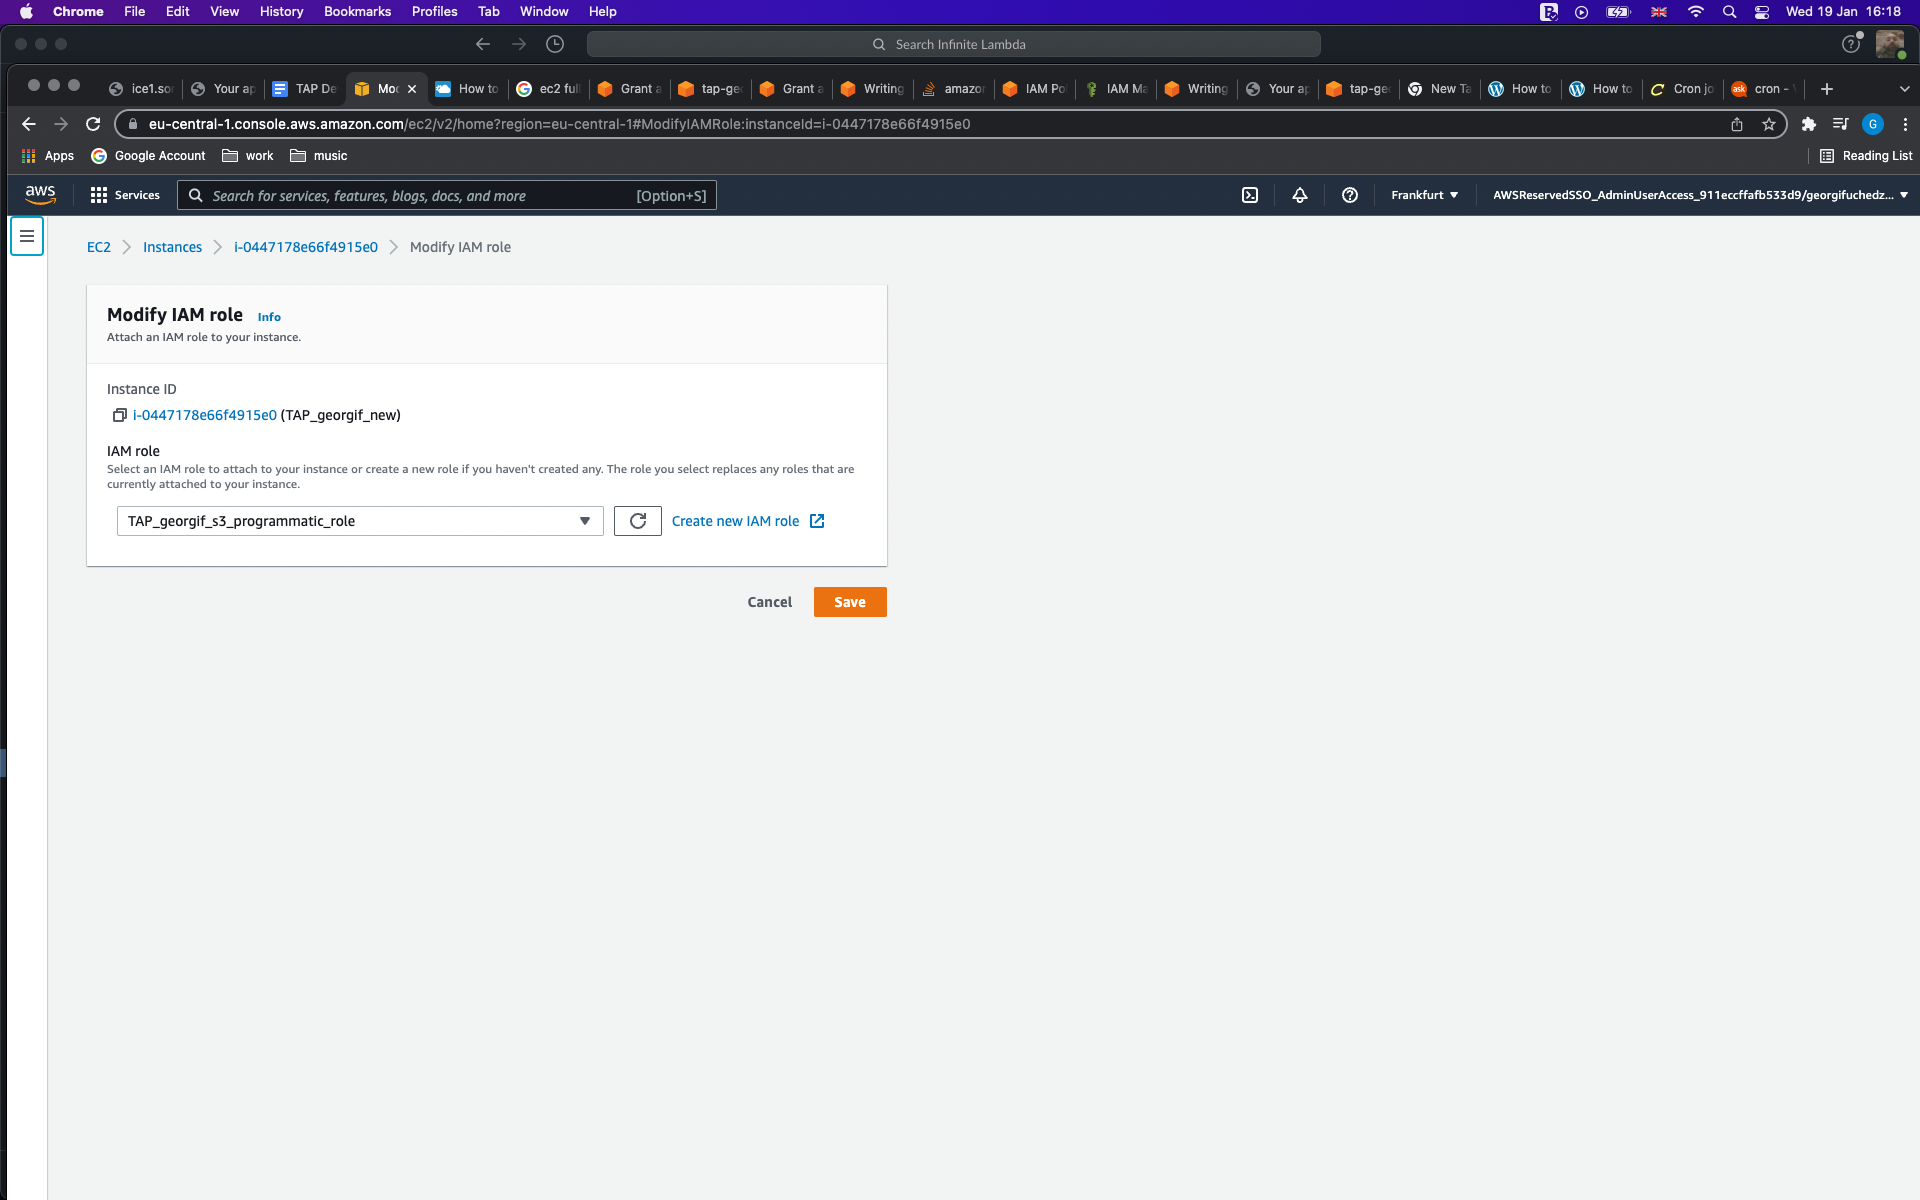 Chrome File Edit View History Bookmarks Profiles Tab Window Help Wed 19 Jan 16:18
Search Infinite Lambda
ice1.so Your ap TAP De Mo How to ec2 ful Grant a tap-ge Grant a Writing amazo IAM Po IAM Ma Writing Your ap tap-ge New Ta How to How to Cron jo cron -
eu-central-1.console.aws.amazon.com/ec2/v2/home?region=eu-central-1#ModifyIAMRole:instanceId=i-0447178e66f4915e0 G
Apps Google Account work music Reading List
aws Services Search for services, features, blogs, docs, and more [Option+S] Frankfurt AWSReservedSSO_AdminUserAccess_911eccffafb533d9/georgifuchedz...
EC2 Instances i-0447178e66f4915e0 Modify IAM role
Modify IAM role Info
Attach an IAM role to your instance.
Instance ID
i-0447178e66f4915e0 (TAP_georgif_new)
IAM role
Select an IAM role to attach to your instance or create a new role if you haven't created any. The role you select replaces any roles that are
currently attached to your instance.
TAP_georgif_s3_programmatic_role Create new IAM role
Cancel Save